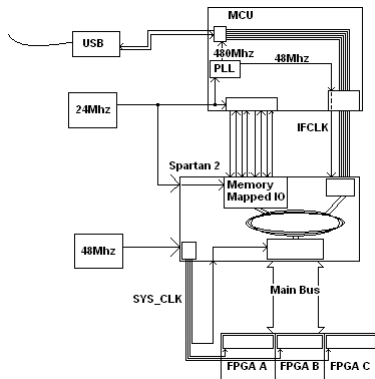 MCU
USB
480Mhz
48Mhz
PLL
24Mhz
IFCLK
Spartan 2
Memory
Mapped IO
48Mhz
SYS_CLK
Main Bus
FPGA A
FPGA B
FPGA C